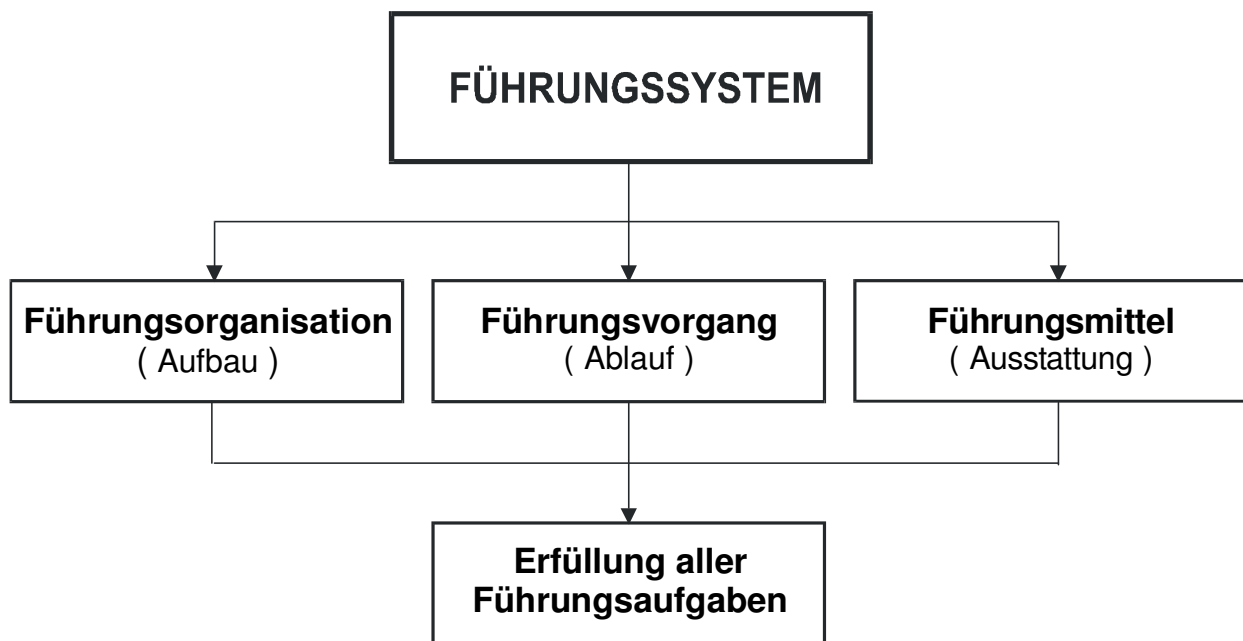 FÜHRUNGSSYSTEM
Führungsorganisation
( Aufbau )
Führungsvorgang
( Ablauf )
Führungsmittel
( Ausstattung )
Erfüllung aller
Führungsaufgaben